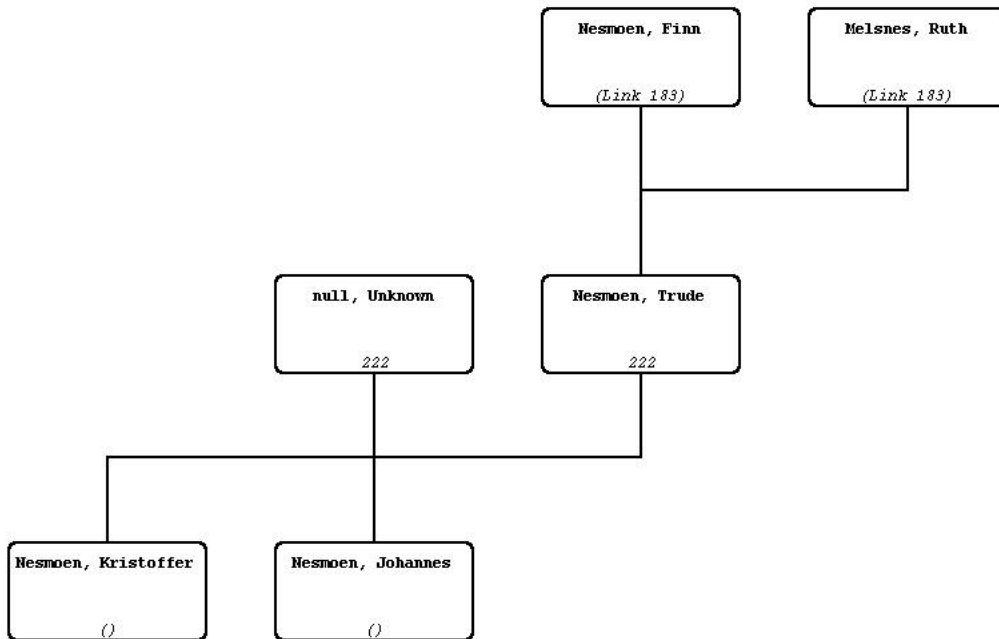 Nesmoen, Finn
(Link 183)
Melsnes, Ruth
(Link 183)
null, Unknown
222
Nesmoen, Trude
222
Nesmoen, Kristoffer
()
Nesmoen, Johannes
()